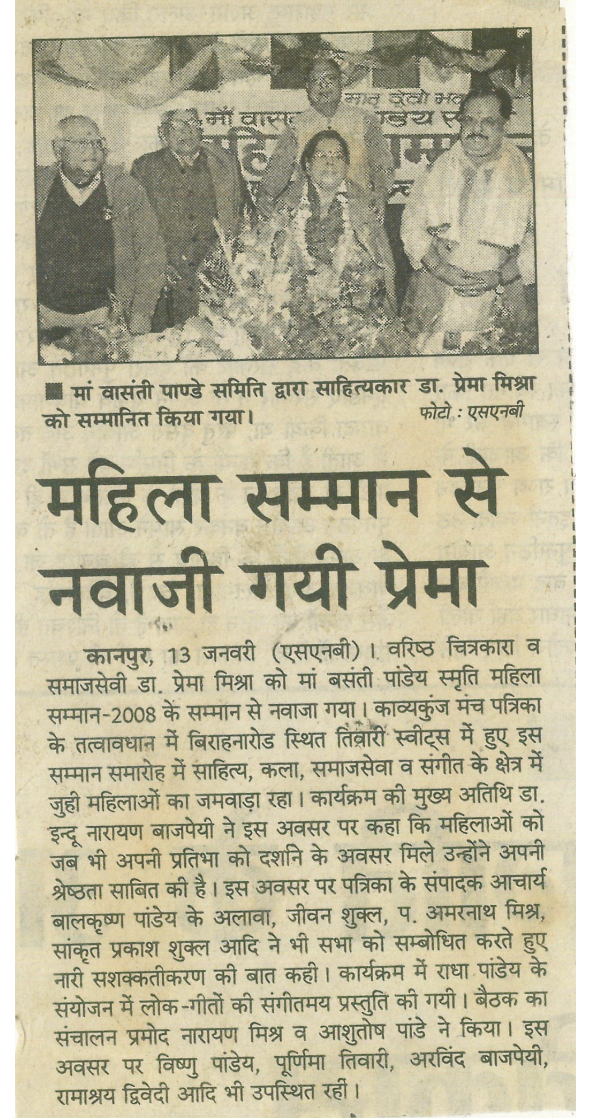 मातृ देवो भव
माँ वास
■ मां वासंती पाण्डे समिति द्वारा साहित्यकार डा. प्रेमा मिश्रा
को सम्मानित किया गया।
फोटो : एसएनबी
महिला सम्मान से
नवाजी गयी प्रेमा
कानपुर, 13 जनवरी (एसएनबी)। वरिष्ठ चित्रकारा व
समाजसेवी डा. प्रेमा मिश्रा को मां बसंती पांडेय स्मृति महिला
सम्मान-2008 के सम्मान से नवाजा गया। काव्यकुंज मंच पत्रिका
के तत्वावधान में बिराहनारोड स्थित तिवारी स्वीट्स में हुए इस
सम्मान समारोह में साहित्य, कला, समाजसेवा व संगीत के क्षेत्र में
जुही महिलाओं का जमवाड़ा रहा। कार्यक्रम की मुख्य अतिथि डा.
इन्दू नारायण बाजपेयी ने इस अवसर पर कहा कि महिलाओं को
जब भी अपनी प्रतिभा को दर्शाने के अवसर मिले उन्होंने अपनी
श्रेष्ठता साबित की है। इस अवसर पर पत्रिका के संपादक आचार्य
बालकृष्ण पांडेय के अलावा, जीवन शुक्ल, प. अमरनाथ मिश्र,
सांकृत प्रकाश शुक्ल आदि ने भी सभा को सम्बोधित करते हुए
नारी सशक्तीकरण की बात कही। कार्यक्रम में राधा पांडेय के
संयोजन में लोक-गीतों की संगीतमय प्रस्तुति की गयी। बैठक का
संचालन प्रमोद नारायण मिश्र व आशुतोष पांडे ने किया। इस
अवसर पर विष्णु पांडेय, पूर्णिमा तिवारी, अरविंद बाजपेयी,
रामाश्रय द्विवेदी आदि भी उपस्थित रहीं।